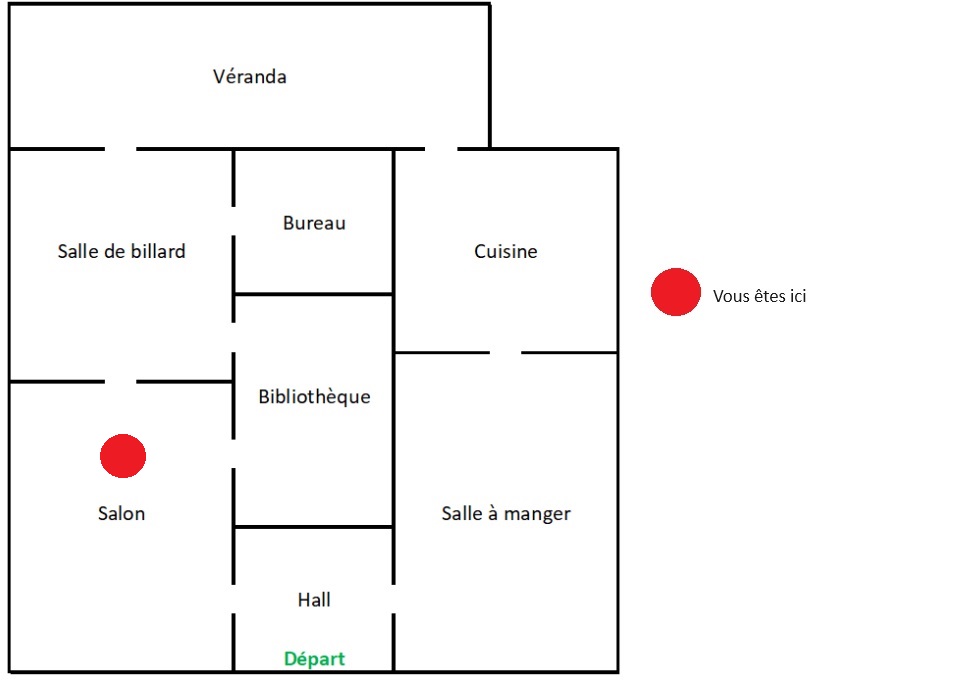 Véranda
Bureau
Salle de billard
Cuisine
Vous êtes ici
Bibliothèque
Salon
Salle à manger
Hall
Départ